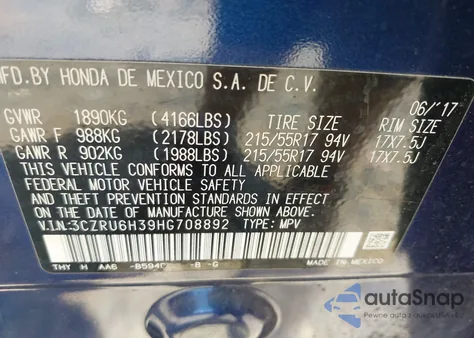 MFD.BY HONDA DE MEXICO S.A. DE C.V.
06/'17
GVWR 1890KG (4166LBS) TIRE SIZE RIM SIZE
GAWR F 988KG (2178LBS) 215/55R17 94V 17X7.5J
GAWR R 902KG (1988LBS) 215/55R17 94V 17X7.5J
THIS VEHICLE CONFORMS TO ALL APPLICABLE
FEDERAL MOTOR VEHICLE SAFETY
AND THEFT PREVENTION STANDARDS IN EFFECT
ON THE DATE OF MANUFACTURE SHOWN ABOVE.
V.I.N.:3CZRU6H39HG708892 TYPE: MPV
THY H AA6 -B594 -B -G
MADE IN MEXICO
autoSnap